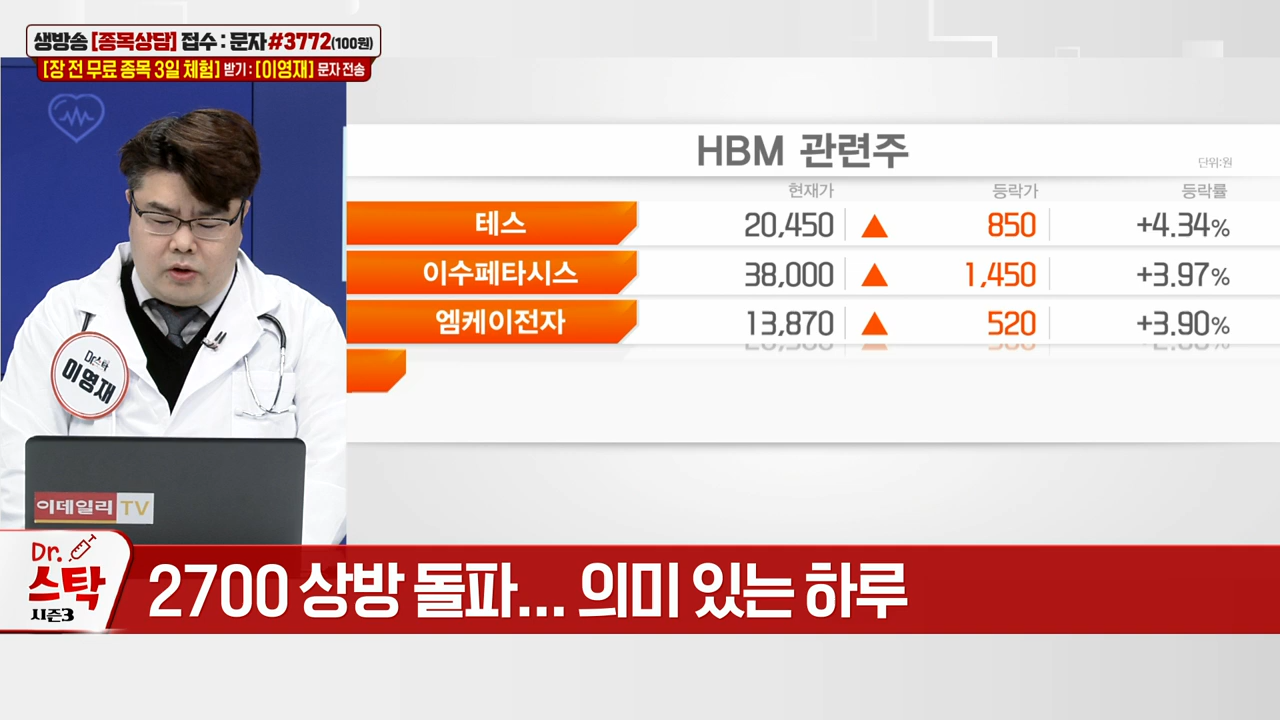 생방송 [종목상담] 접수 : 문자#3772(100원)
[장 전 무료 종목 3일 체험] 받기 : [이영재] 문자 전송
HBM 관련주
단위:원
현재가 등락가 등락률
테스 20,450 ▲ 850 +4.34%
이수페타시스 38,000 ▲ 1,450 +3.97%
엠케이전자 13,870 ▲ 520 +3.90%
Dr.스탁
이영재
이데일리 TV
Dr.
스탁
시즌3
2700 상방 돌파... 의미 있는 하루